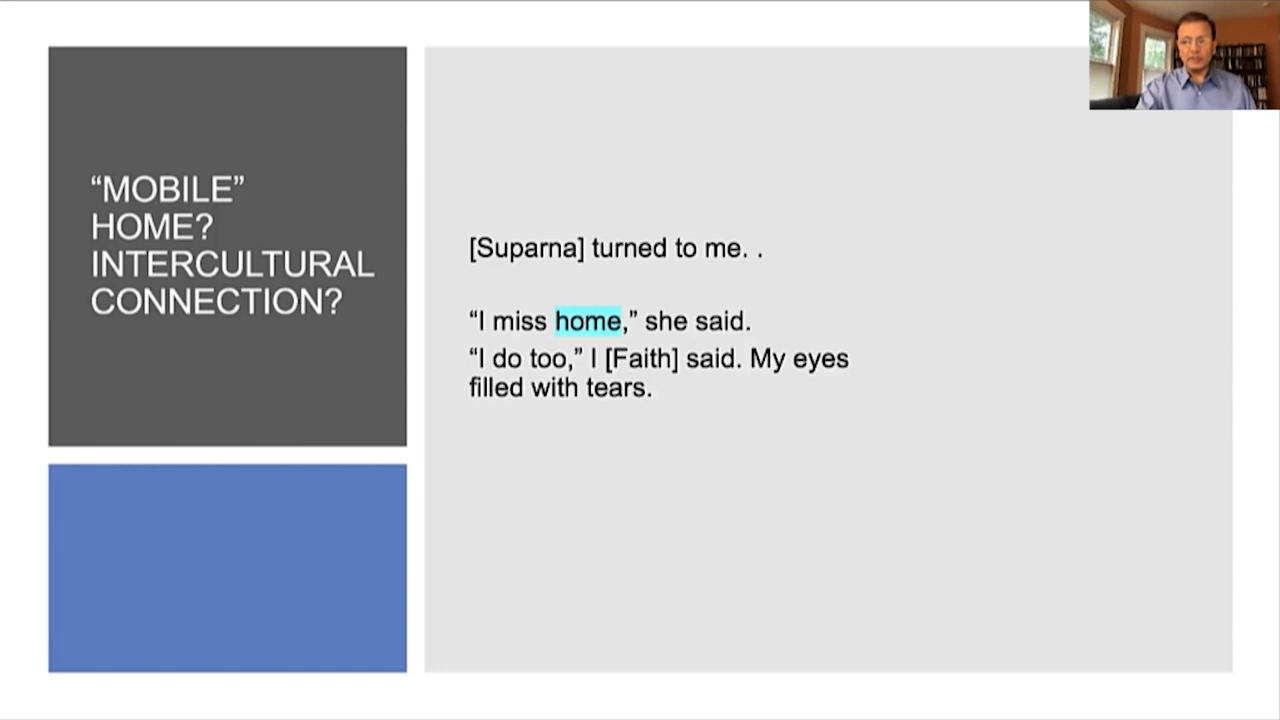 “MOBILE”
HOME?
INTERCULTURAL
CONNECTION?
[Suparna] turned to me. .
“I miss home,” she said.
“I do too,” I [Faith] said. My eyes
filled with tears.